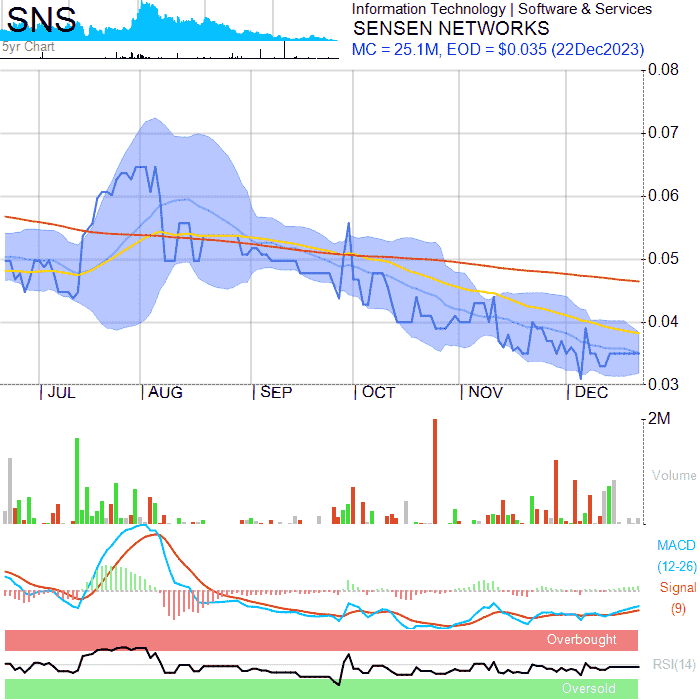 SNS
5yr Chart
Information Technology | Software & Services
SENSEN NETWORKS
MC = 25.1M, EOD = $0.035 (22Dec2023)
0.08
0.07
0.06
0.05
0.04
0.03
| JUL | AUG | SEP | OCT | NOV | DEC
2M
Volume
MACD
(12-26)
Signal
(9)
Overbought
RSI(14)
Oversold